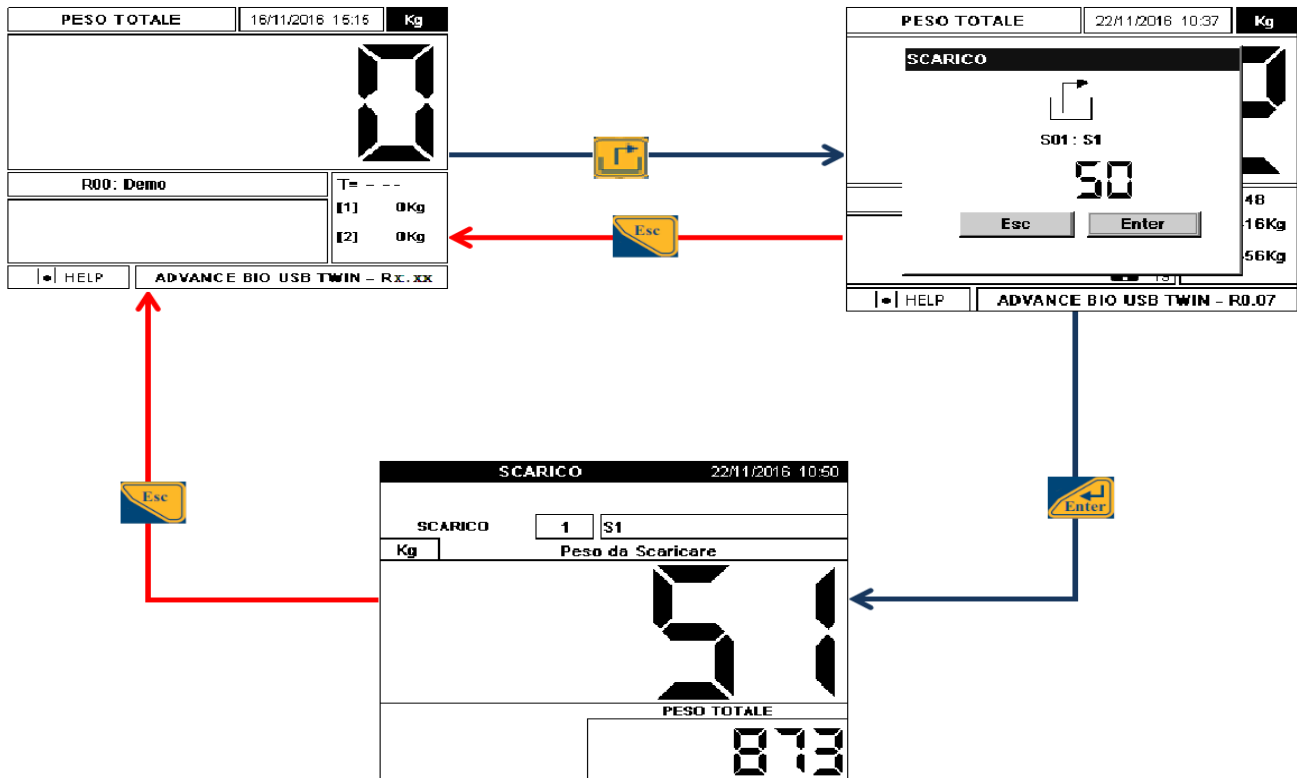 PESO TOTALE 16/11/2016 15:15 Kg
0
R00: Demo
T= - --
[1] 0Kg
[2] 0Kg
|•| HELP ADVANCE BIO USB TWIN - Rx.xx
Esc
PESO TOTALE 22/11/2016 10:37 Kg
SCARICO
S01 : S1
50
Esc Enter
48
16Kg
56Kg
|•| HELP ADVANCE BIO USB TWIN - R0.07
Esc
Enter
SCARICO 22/11/2016 10:50
SCARICO 1 S1
Kg Peso da Scaricare
51
PESO TOTALE
873